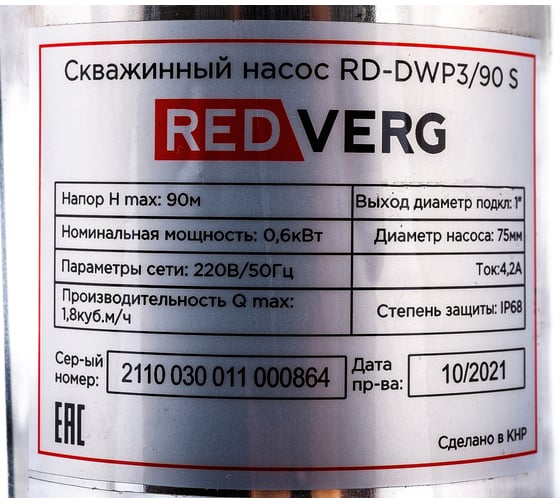 Скважинный насос RD-DWP3/90 S
REDVERG
Напор H max: 90м
Выход диаметр подкл: 1"
Номинальная мощность: 0,6кВт
Диаметр насоса: 75мм
Параметры сети: 220В/50Гц
Ток:4,2А
Производительность Q max:
1,8куб.м/ч
Степень защиты: IP68
Сер-ый
номер:
2110 030 011 000864
Дата
пр-ва:
10/2021
ЕАС
Сделано в КНР